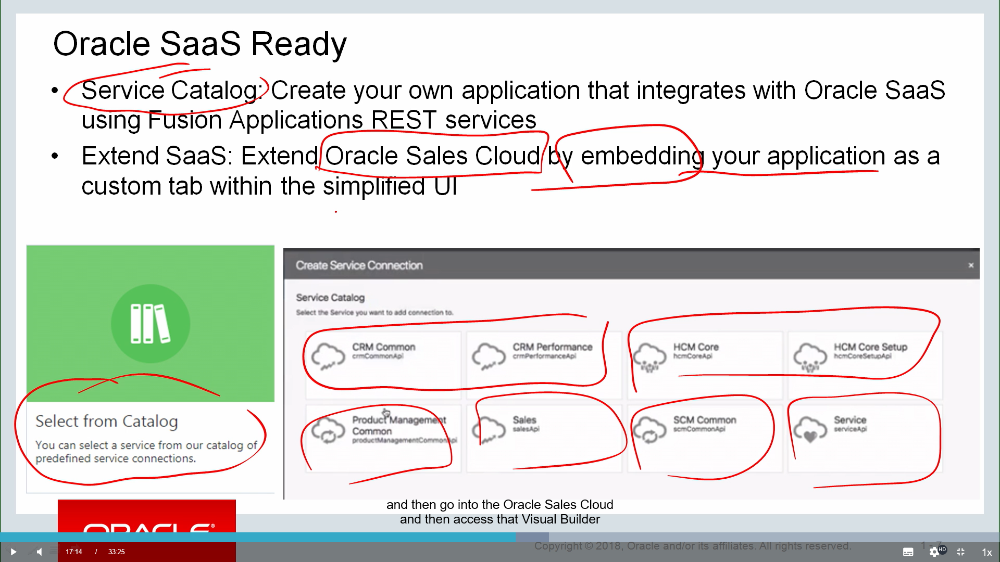 Oracle SaaS Ready
• Service Catalog: Create your own application that integrates with Oracle SaaS
using Fusion Applications REST services
• Extend SaaS: Extend Oracle Sales Cloud by embedding your application as a
custom tab within the simplified UI
Select from Catalog
You can select a service from our catalog of
predefined service connections.
Create Service Connection
×
Service Catalog
Select the Service you want to add connection to.
CRM Common
crmCommonApi
CRM Performance
crmPerformanceApi
HCM Core
hcmCoreApi
HCM Core Setup
hcmCoreSetupApi
Product Management
Common
productManagementCommonApi
Sales
salesApi
SCM Common
scmCommonApi
Service
serviceApi
and then go into the Oracle Sales Cloud
and then access that Visual Builder
ORACLE®
Copyright © 2018, Oracle and/or its affiliates. All rights reserved.
1 - 7
17:14 / 33:25
HD
1x